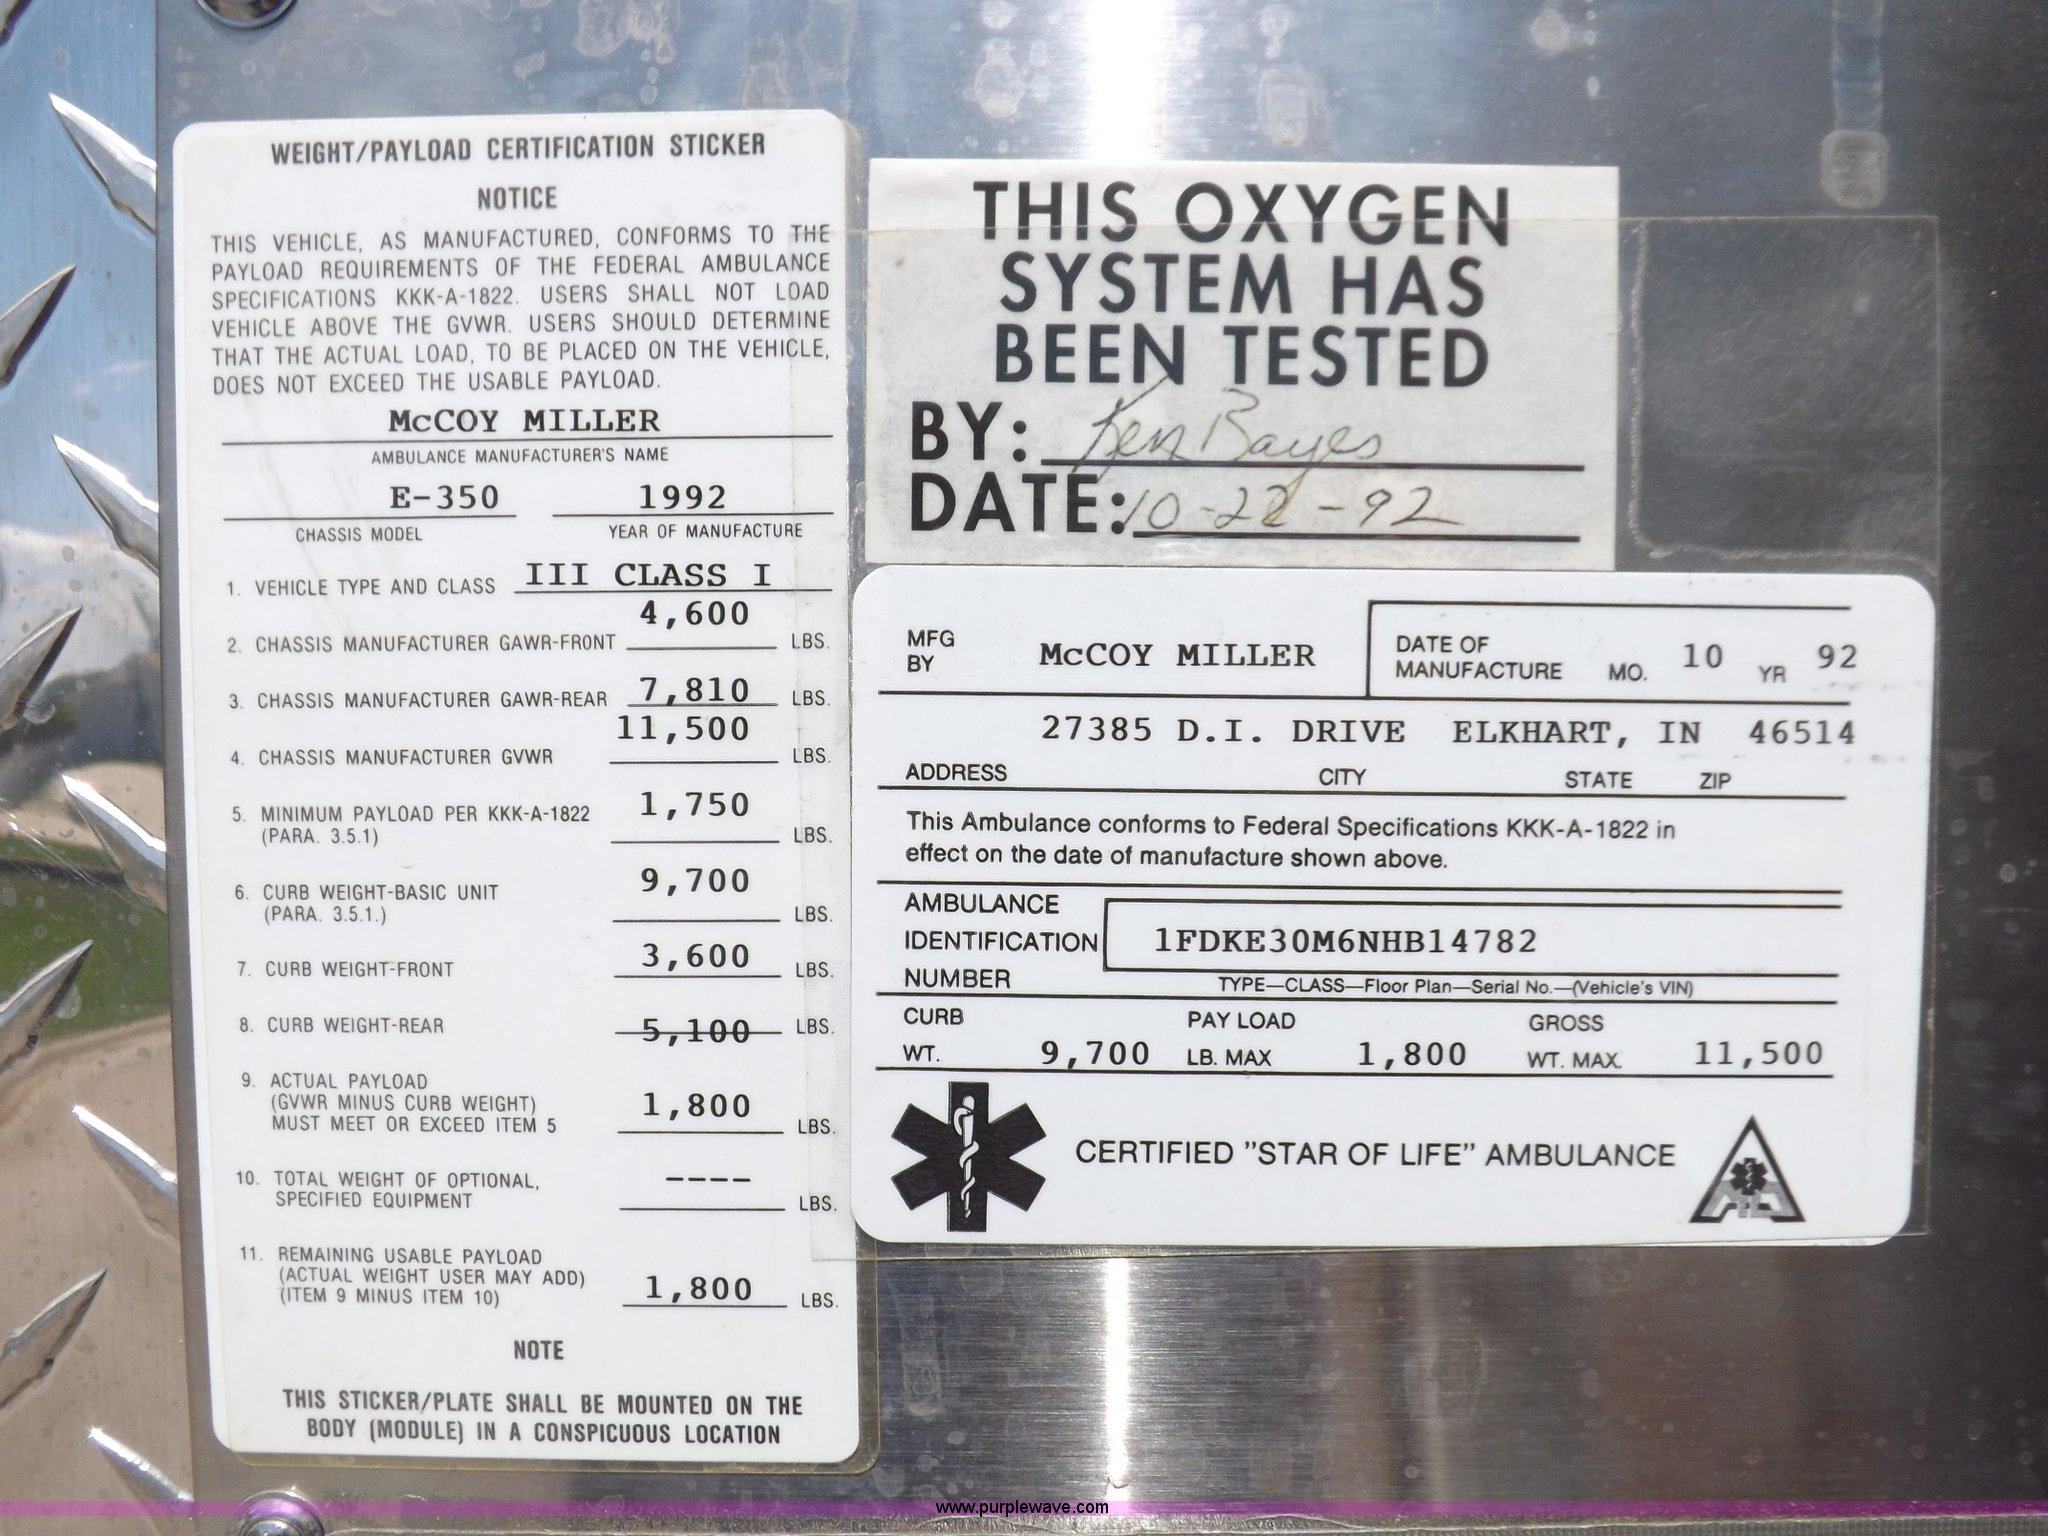 WEIGHT/PAYLOAD CERTIFICATION STICKER
NOTICE
THIS VEHICLE, AS MANUFACTURED, CONFORMS TO THE
PAYLOAD REQUIREMENTS OF THE FEDERAL AMBULANCE
SPECIFICATIONS KKK-A-1822. USERS SHALL NOT LOAD
VEHICLE ABOVE THE GVWR. USERS SHOULD DETERMINE
THAT THE ACTUAL LOAD, TO BE PLACED ON THE VEHICLE,
DOES NOT EXCEED THE USABLE PAYLOAD.
McCOY MILLER
AMBULANCE MANUFACTURER'S NAME
E-350 1992
CHASSIS MODEL YEAR OF MANUFACTURE
1. VEHICLE TYPE AND CLASS III CLASS I
2. CHASSIS MANUFACTURER GAWR-FRONT 4,600 LBS.
3. CHASSIS MANUFACTURER GAWR-REAR 7,810 LBS.
4. CHASSIS MANUFACTURER GVWR 11,500 LBS.
5. MINIMUM PAYLOAD PER KKK-A-1822 1,750
(PARA. 3.5.1) LBS.
6. CURB WEIGHT-BASIC UNIT 9,700
(PARA. 3.5.1.) LBS.
7. CURB WEIGHT-FRONT 3,600 LBS.
8. CURB WEIGHT-REAR 5,100 LBS.
9. ACTUAL PAYLOAD
(GVWR MINUS CURB WEIGHT) 1,800
MUST MEET OR EXCEED ITEM 5 LBS.
10. TOTAL WEIGHT OF OPTIONAL, ----
SPECIFIED EQUIPMENT LBS.
11. REMAINING USABLE PAYLOAD
(ACTUAL WEIGHT USER MAY ADD) 1,800
(ITEM 9 MINUS ITEM 10) LBS.
NOTE
THIS STICKER/PLATE SHALL BE MOUNTED ON THE
BODY (MODULE) IN A CONSPICUOUS LOCATION
THIS OXYGEN
SYSTEM HAS
BEEN TESTED
BY: Ken Bayes
DATE: 10-22-92
MFG BY McCOY MILLER DATE OF MANUFACTURE MO. 10 YR 92
27385 D.I. DRIVE ELKHART, IN 46514
ADDRESS CITY STATE ZIP
This Ambulance conforms to Federal Specifications KKK-A-1822 in
effect on the date of manufacture shown above.
AMBULANCE
IDENTIFICATION 1FDKE30M6NHB14782
NUMBER TYPE—CLASS—Floor Plan—Serial No.—(Vehicle's VIN)
CURB PAY LOAD GROSS
WT. 9,700 LB. MAX 1,800 WT. MAX. 11,500
CERTIFIED "STAR OF LIFE" AMBULANCE
www.purplewave.com